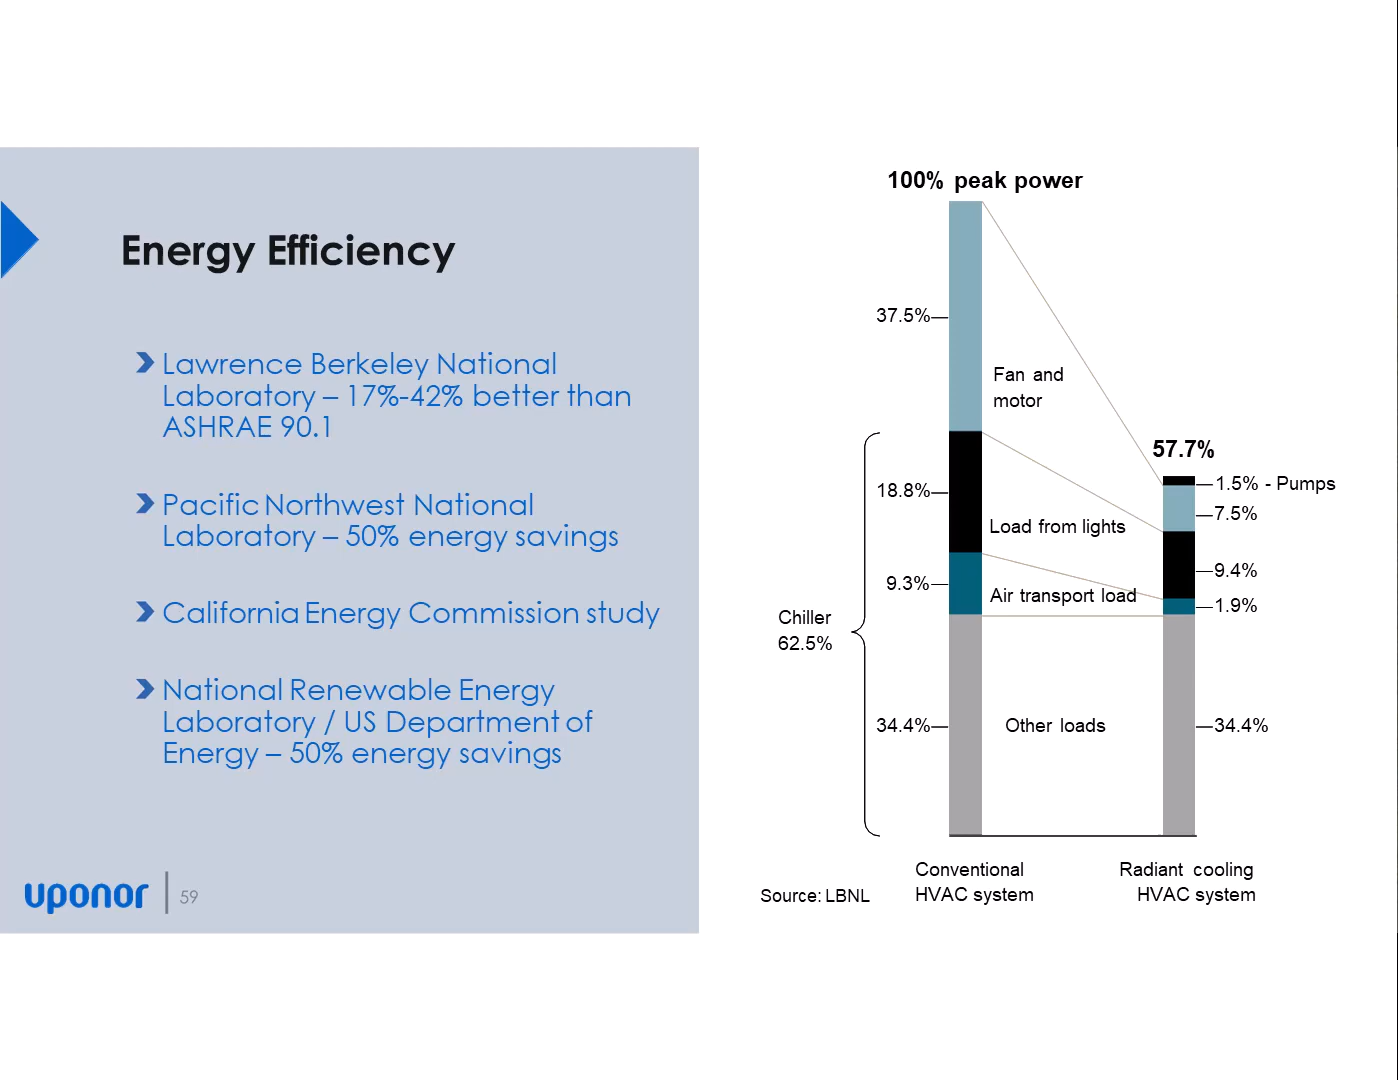 Energy Efficiency
Lawrence Berkeley National
Laboratory – 17%-42% better than
ASHRAE 90.1
Pacific Northwest National
Laboratory – 50% energy savings
California Energy Commission study
National Renewable Energy
Laboratory / US Department of
Energy – 50% energy savings
uponor
59
100% peak power
37.5%
Fan and
motor
57.7%
1.5% - Pumps
7.5%
18.8%
Load from lights
9.4%
9.3%
Air transport load
1.9%
Chiller
62.5%
34.4%
Other loads
34.4%
Conventional
HVAC system
Radiant cooling
HVAC system
Source: LBNL